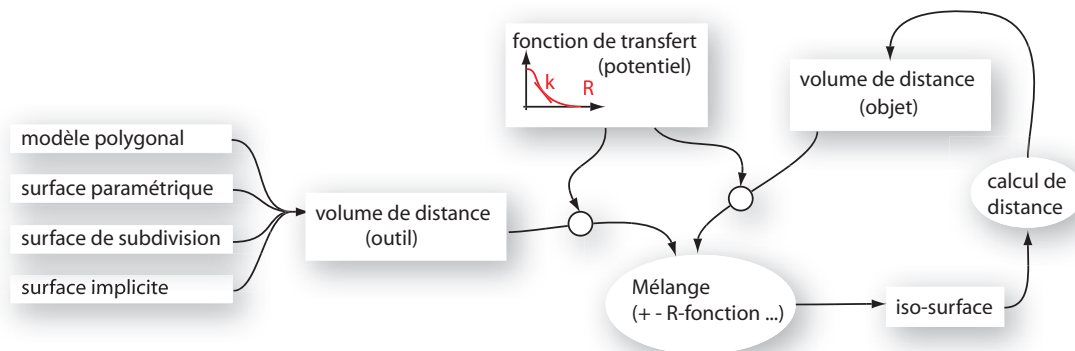 fonction de transfert
(potentiel)
k
R
volume de distance
(objet)
modèle polygonal
surface paramétrique
surface de subdivision
surface implicite
volume de distance
(outil)
calcul de
distance
Mélange
(+ - R-fonction ...)
iso-surface